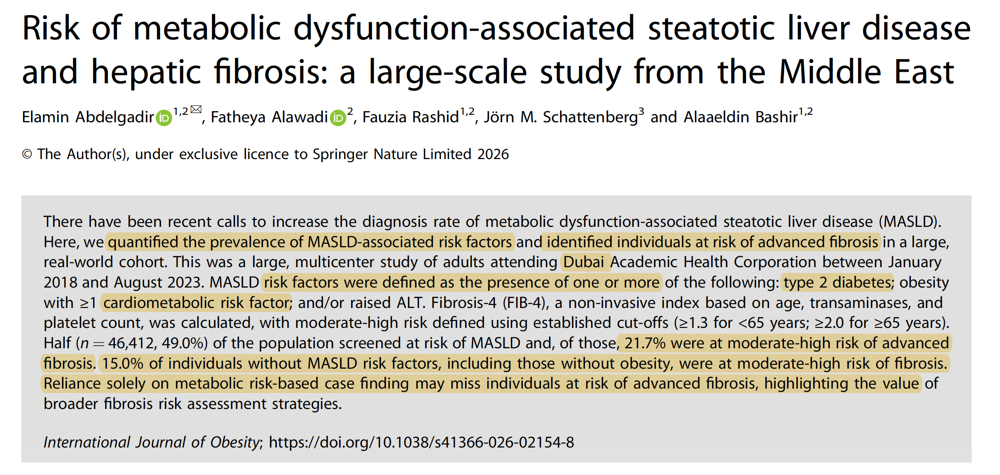 Risk of metabolic dysfunction-associated steatotic liver disease
and hepatic fibrosis: a large-scale study from the Middle East
Elamin Abdelgadir iD 1,2✉, Fatheya Alawadi iD 2, Fauzia Rashid1,2, Jörn M. Schattenberg3 and Alaaeldin Bashir1,2
© The Author(s), under exclusive licence to Springer Nature Limited 2026
There have been recent calls to increase the diagnosis rate of metabolic dysfunction-associated steatotic liver disease (MASLD).
Here, we quantified the prevalence of MASLD-associated risk factors and identified individuals at risk of advanced fibrosis in a large,
real-world cohort. This was a large, multicenter study of adults attending Dubai Academic Health Corporation between January
2018 and August 2023. MASLD risk factors were defined as the presence of one or more of the following: type 2 diabetes; obesity
with ≥1 cardiometabolic risk factor; and/or raised ALT. Fibrosis-4 (FIB-4), a non-invasive index based on age, transaminases, and
platelet count, was calculated, with moderate-high risk defined using established cut-offs (≥1.3 for <65 years; ≥2.0 for ≥65 years).
Half (n = 46,412, 49.0%) of the population screened at risk of MASLD and, of those, 21.7% were at moderate-high risk of advanced
fibrosis. 15.0% of individuals without MASLD risk factors, including those without obesity, were at moderate-high risk of fibrosis.
Reliance solely on metabolic risk-based case finding may miss individuals at risk of advanced fibrosis, highlighting the value of
broader fibrosis risk assessment strategies.
International Journal of Obesity; https://doi.org/10.1038/s41366-026-02154-8